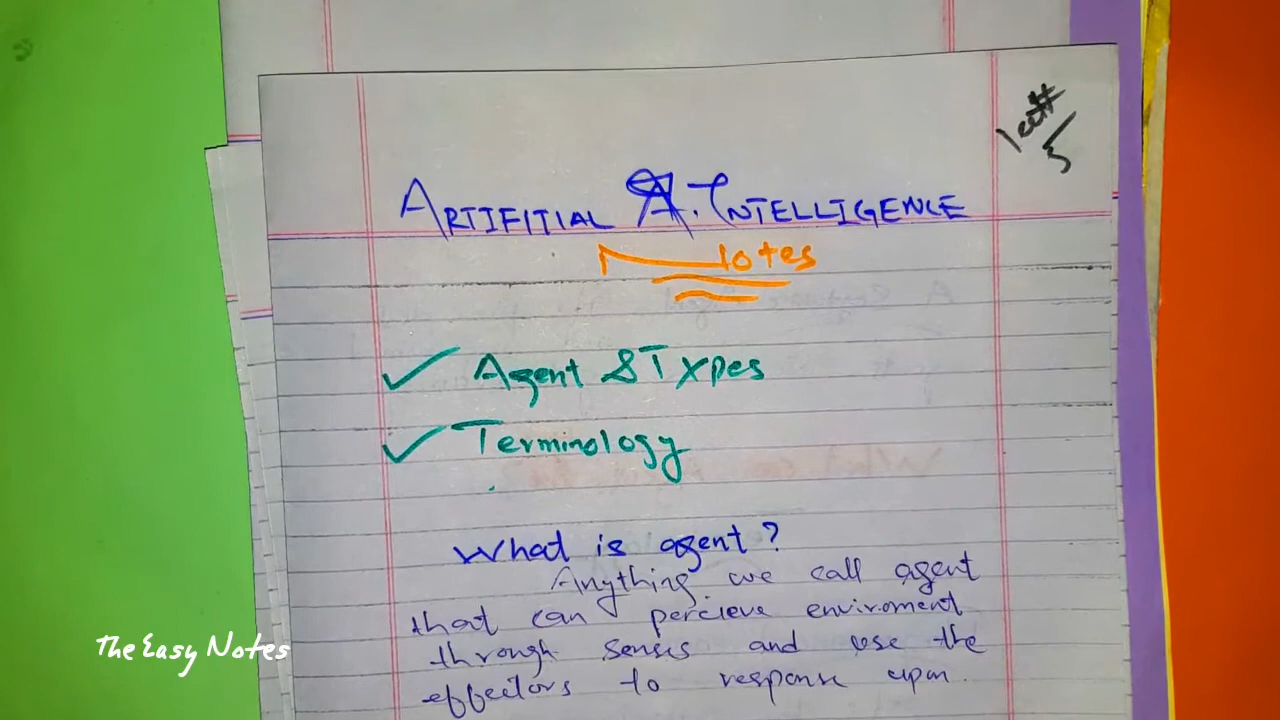 lect#
5
ARTIFITIAL A. INTELLIGENCE
Notes
Agent & Types
Terminology
What is agent?
Anything we call agent
that can percieve enviroment
through senses and use the
effectors to response upon.
The Easy Notes